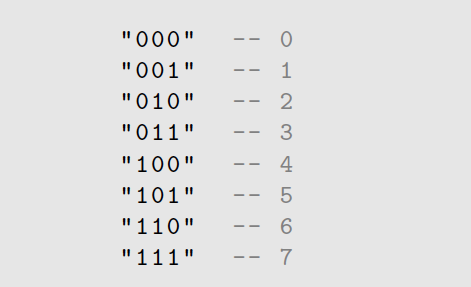 "000" -- 0
"001" -- 1
"010" -- 2
"011" -- 3
"100" -- 4
"101" -- 5
"110" -- 6
"111" -- 7